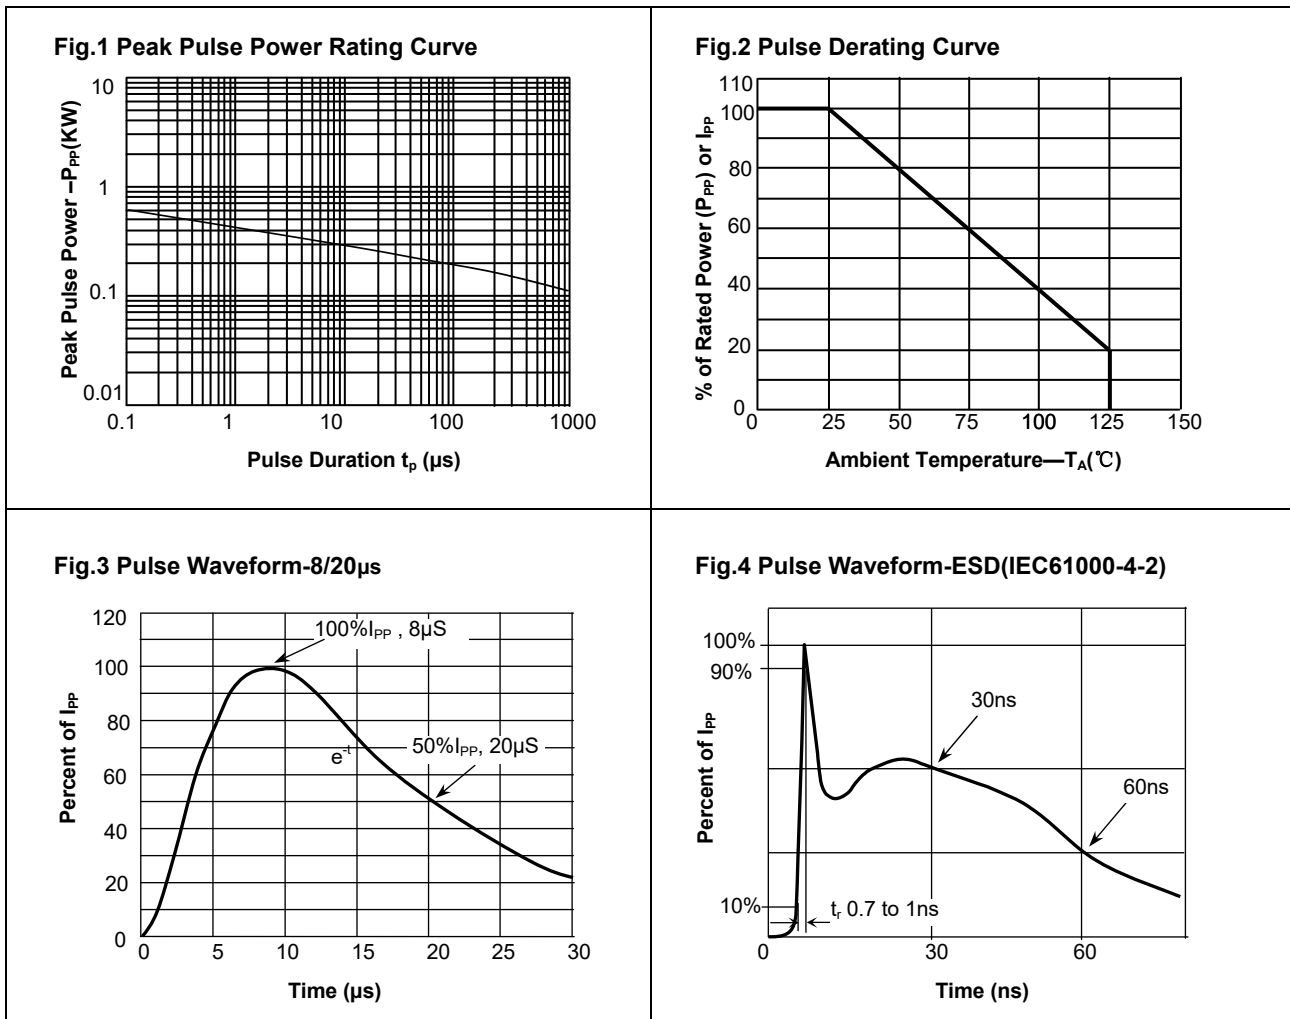 Fig.1 Peak Pulse Power Rating Curve
Peak Pulse Power –PPP(KW)
10
1
0.1
0.01
0.1 1 10 100 1000
Pulse Duration tp (μs)
Fig.2 Pulse Derating Curve
% of Rated Power (PPP) or IPP
110
100
80
60
40
20
0
0 25 50 75 100 125 150
Ambient Temperature—TA(℃)
Fig.3 Pulse Waveform-8/20μs
Percent of IPP
120
100
80
60
40
20
0
100%IPP , 8μS
e-t
50%IPP, 20μS
0 5 10 15 20 25 30
Time (μs)
Fig.4 Pulse Waveform-ESD(IEC61000-4-2)
Percent of IPP
100%
90%
10%
30ns
60ns
tr 0.7 to 1ns
0 30 60
Time (ns)